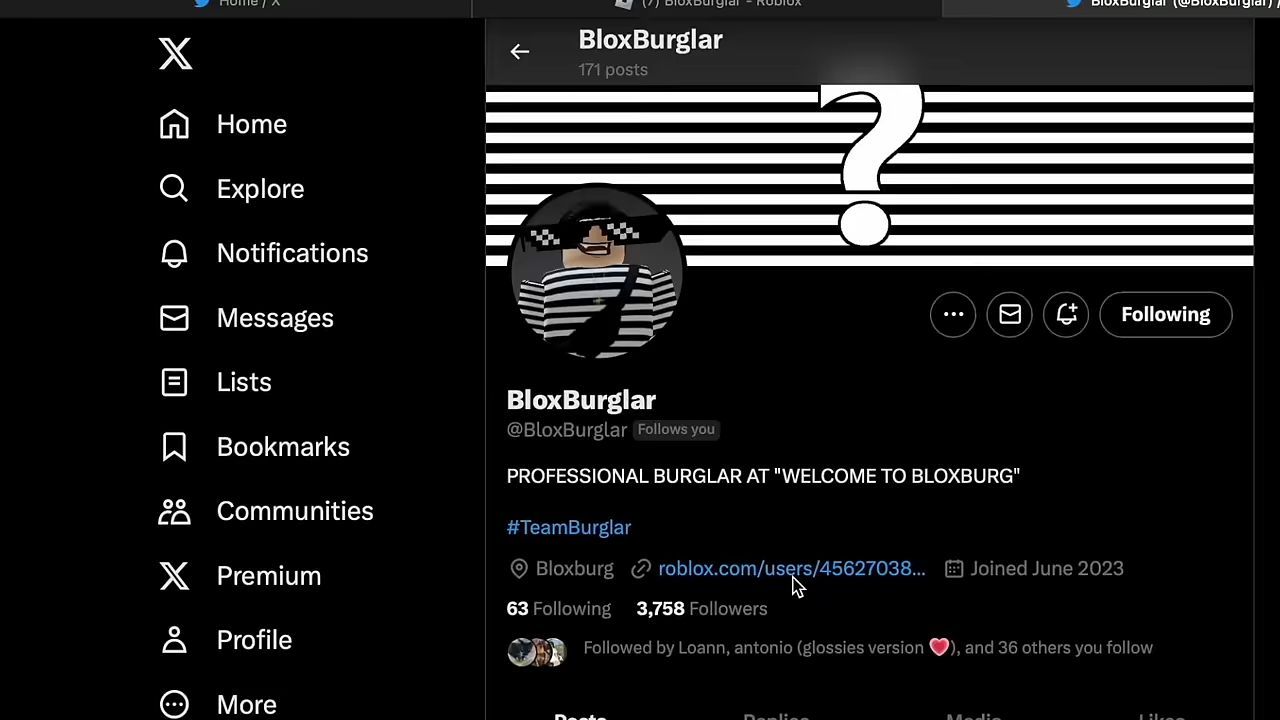 Home / X
(7) BloxBurglar - Roblox
BloxBurglar (@BloxBurglar) /
BloxBurglar
171 posts
?
Home
Explore
Notifications
Messages
Lists
Bookmarks
Communities
Premium
Profile
More
Following
BloxBurglar
@BloxBurglar Follows you
PROFESSIONAL BURGLAR AT "WELCOME TO BLOXBURG"
#TeamBurglar
Bloxburg roblox.com/users/45627038... Joined June 2023
63 Following 3,758 Followers
Followed by Loann, antonio (glossies version ❤️), and 36 others you follow
Posts Replies Media Likes